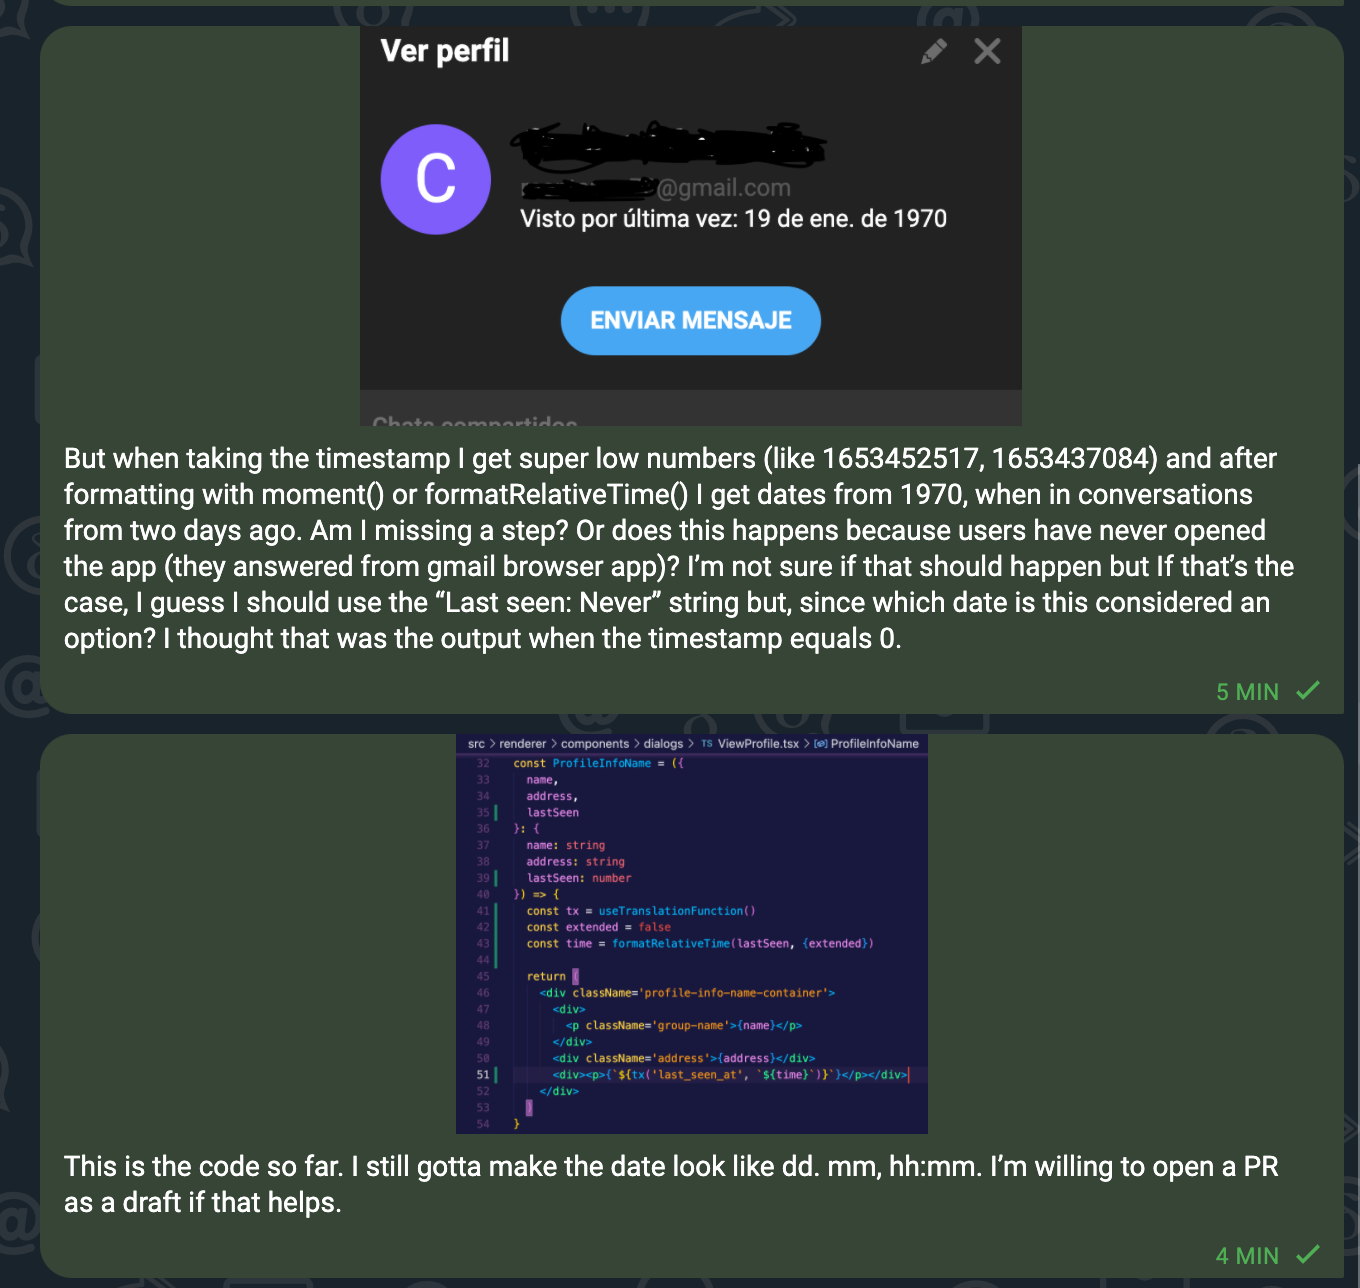 Ver perfil
C
@gmail.com
Visto por última vez: 19 de ene. de 1970
ENVIAR MENSAJE
Chats compartidos
But when taking the timestamp I get super low numbers (like 1653452517, 1653437084) and after
formatting with moment() or formatRelativeTime() I get dates from 1970, when in conversations
from two days ago. Am I missing a step? Or does this happens because users have never opened
the app (they answered from gmail browser app)? I'm not sure if that should happen but If that's the
case, I guess I should use the “Last seen: Never” string but, since which date is this considered an
option? I thought that was the output when the timestamp equals 0.
5 MIN
src > renderer > components > dialogs > TS ViewProfile.tsx > ProfileInfoName
32 const ProfileInfoName = ({
33 name,
34 address,
35 lastSeen
36 }: {
37 name: string
38 address: string
39 lastSeen: number
40 }) => {
41 const tx = useTranslationFunction()
42 const extended = false
43 const time = formatRelativeTime(lastSeen, {extended})
44
45 return (
46 <div className='profile-info-name-container'>
47 <div>
48 <p className='group-name'>{name}</p>
49 </div>
50 <div className='address'>{address}</div>
51 <div><p>{`${tx('last_seen_at', `${time}`)}`}</p></div>
52 </div>
53 )
54 }
This is the code so far. I still gotta make the date look like dd. mm, hh:mm. I'm willing to open a PR
as a draft if that helps.
4 MIN